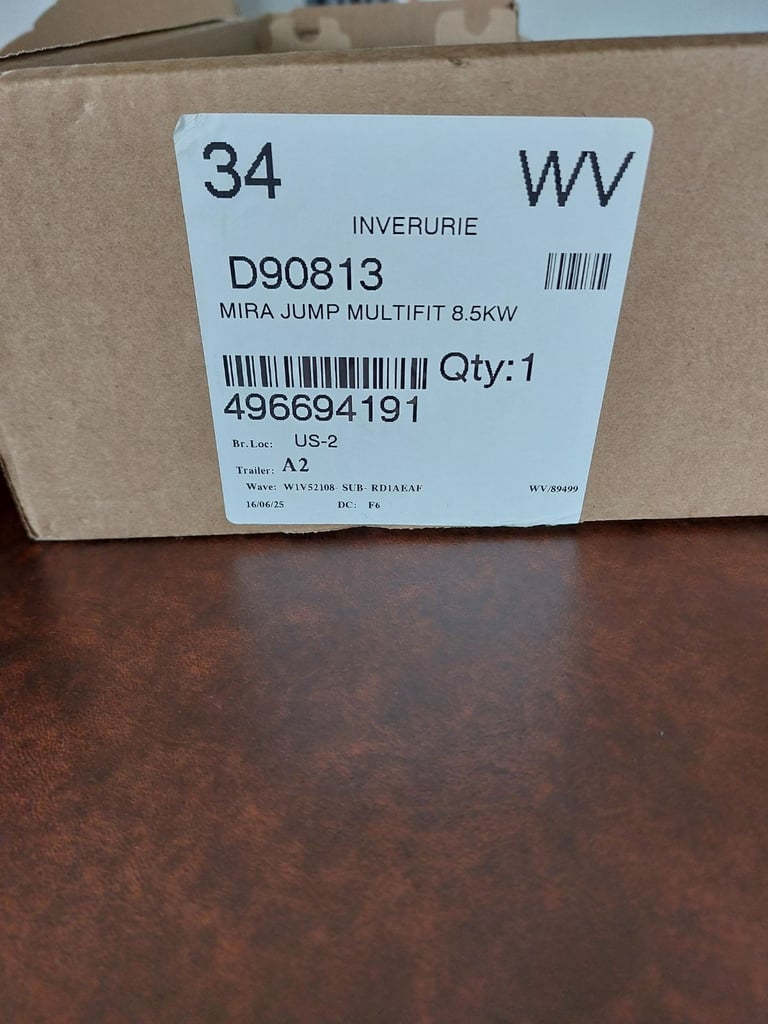 34 WV
INVERURIE
D90813
MIRA JUMP MULTIFIT 8.5KW
Qty:1
496694191
Br.Loc: US-2
Trailer: A2
Wave: W1V52108- SUB- RD1AEAF WV/89499
16/06/25 DC: F6